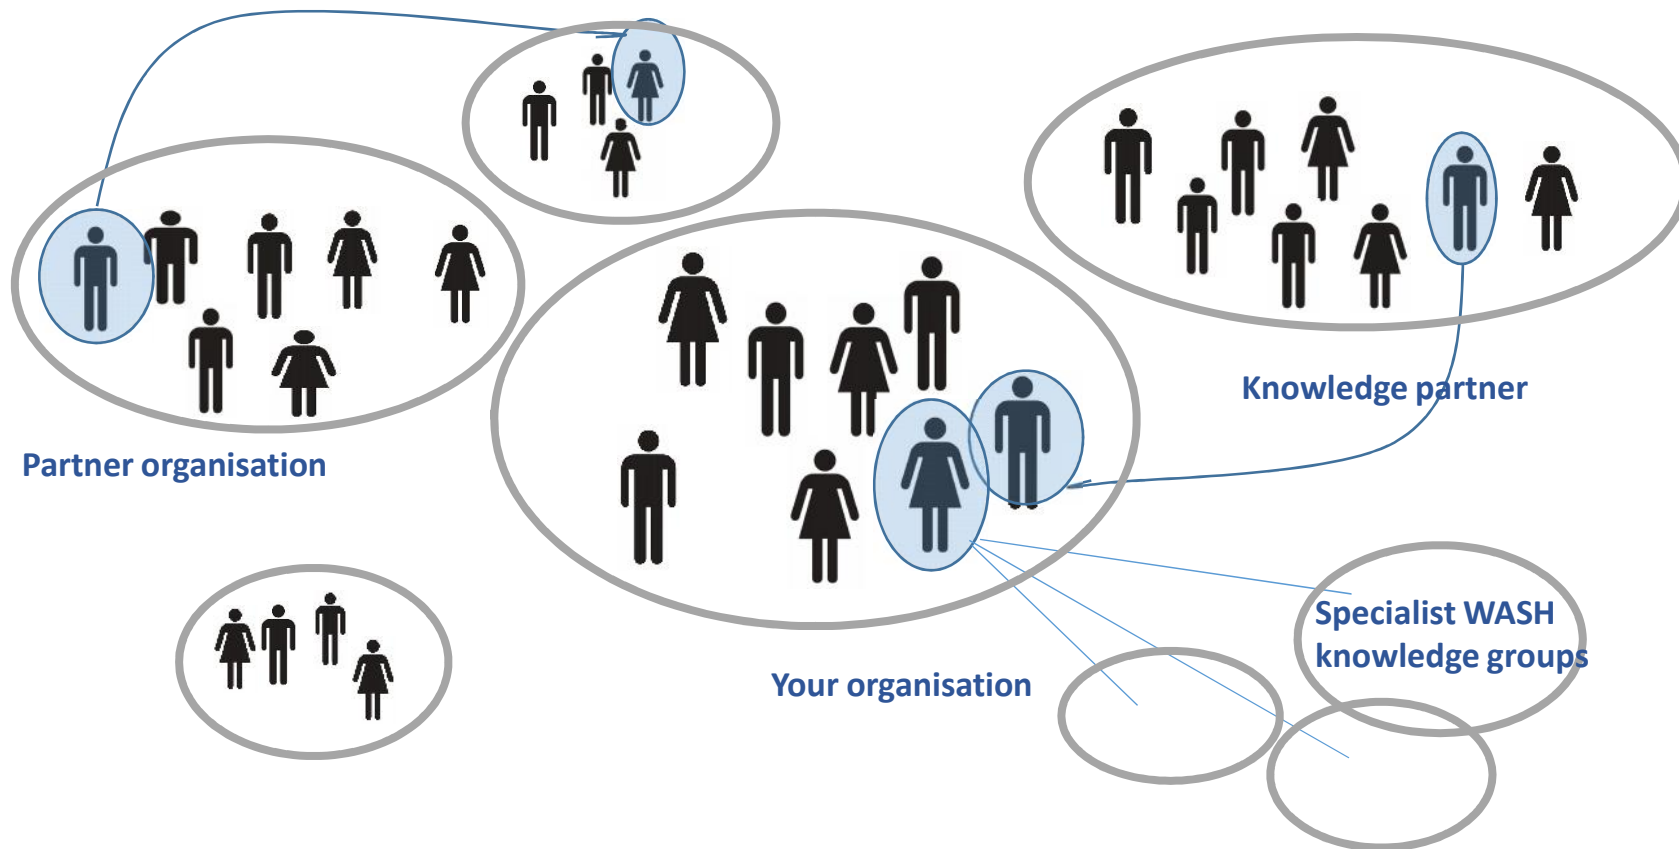 Knowledge partner
Partner organisation
Specialist WASH
knowledge groups
Your organisation